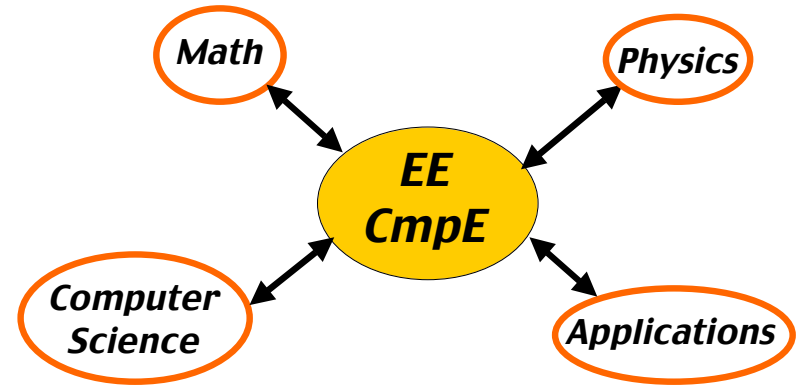 Math
Physics
EE
CmpE
Computer
Science
Applications